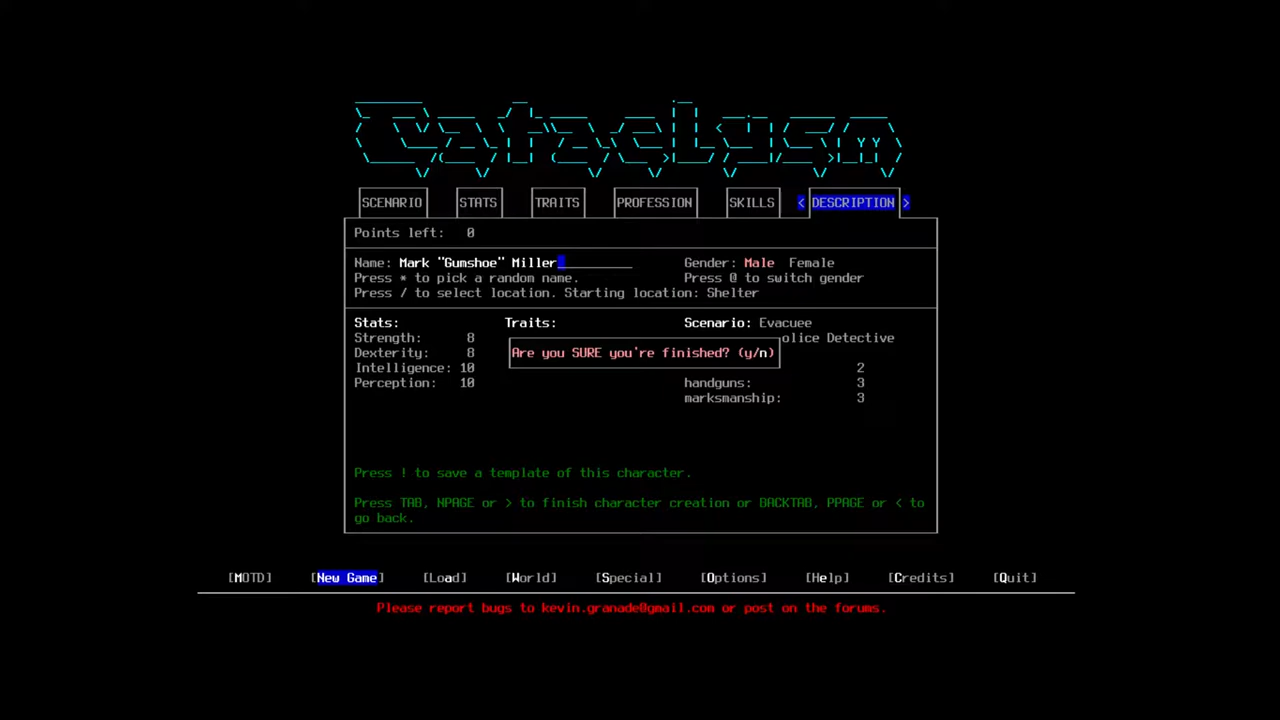 Cataclysm
SCENARIO STATS TRAITS PROFESSION SKILLS < DESCRIPTION >
Points left: 0
Name: Mark "Gumshoe" Miller_________ Gender: Male Female
Press * to pick a random name. Press @ to switch gender
Press / to select location. Starting location: Shelter
Stats: Traits: Scenario: Evacuee
Strength: 8 olice Detective
Dexterity: 8 Are you SURE you're finished? (y/n)
Intelligence: 10 2
Perception: 10 handguns: 3
marksmanship: 3
Press ! to save a template of this character.
Press TAB, NPAGE or > to finish character creation or BACKTAB, PPAGE or < to
go back.
[MOTD] [New Game] [Load] [World] [Special] [Options] [Help] [Credits] [Quit]
Please report bugs to kevin.granade@gmail.com or post on the forums.